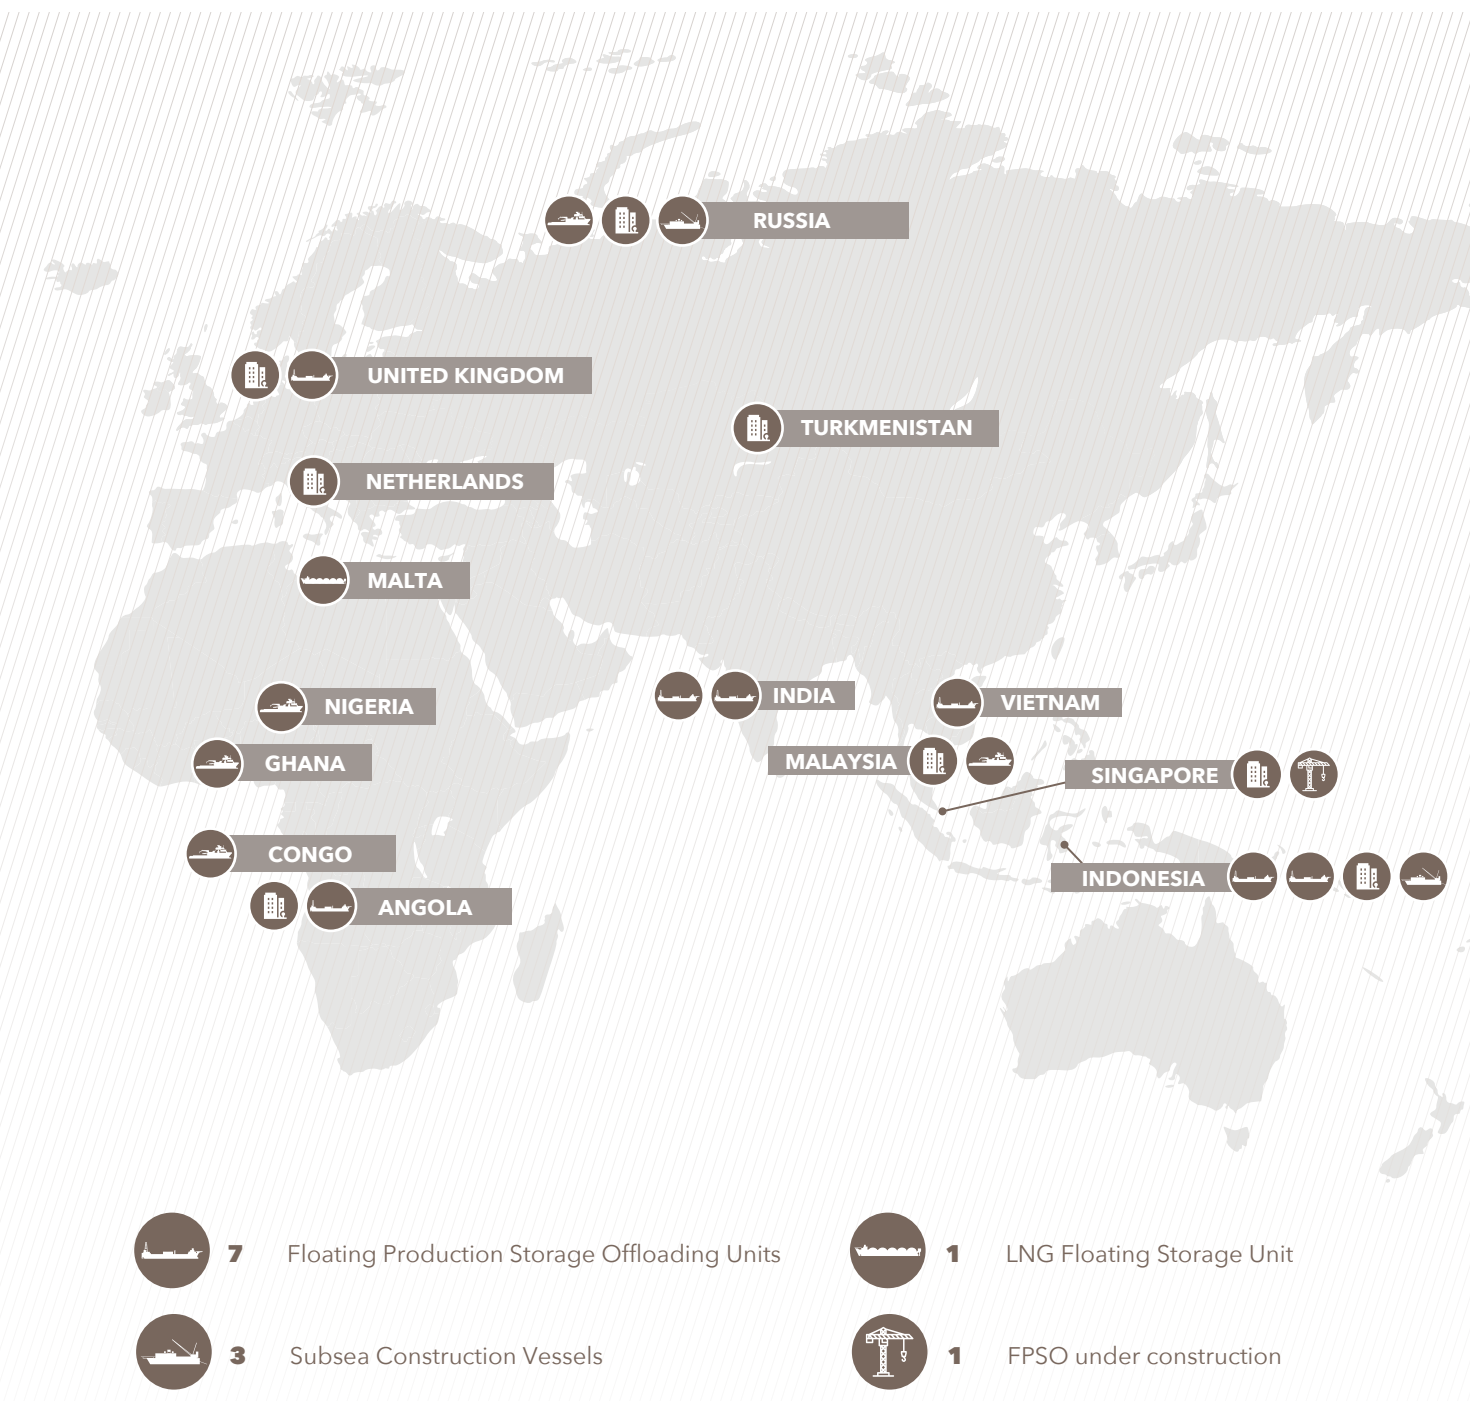 RUSSIA
UNITED KINGDOM
TURKMENISTAN
NETHERLANDS
MALTA
INDIA
VIETNAM
NIGERIA
GHANA
MALAYSIA
SINGAPORE
CONGO
INDONESIA
ANGOLA
7 Floating Production Storage Offloading Units
1 LNG Floating Storage Unit
3 Subsea Construction Vessels
1 FPSO under construction